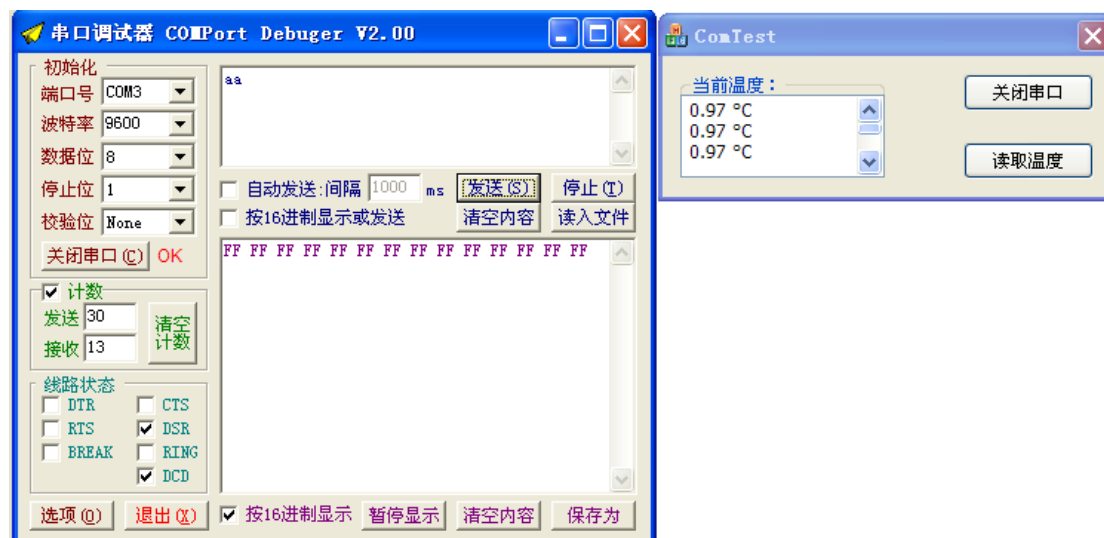 串口调试器 COMPort Debuger V2.00
初始化
端口号 COM3
波特率 9600
数据位 8
停止位 1
校验位 None
关闭串口(C) OK
计数
发送 30
接收 13
清空
计数
线路状态
DTR CTS
RTS DSR
BREAK RING
DCD
选项(O) 退出(X)
aa
自动发送:间隔 1000 ms 发送(S) 停止(T)
按16进制显示或发送 清空内容 读入文件
FF FF FF FF FF FF FF FF FF FF FF FF FF FF
按16进制显示 暂停显示 清空内容 保存为
ComTest
当前温度：
0.97 °C
0.97 °C
0.97 °C
关闭串口
读取温度